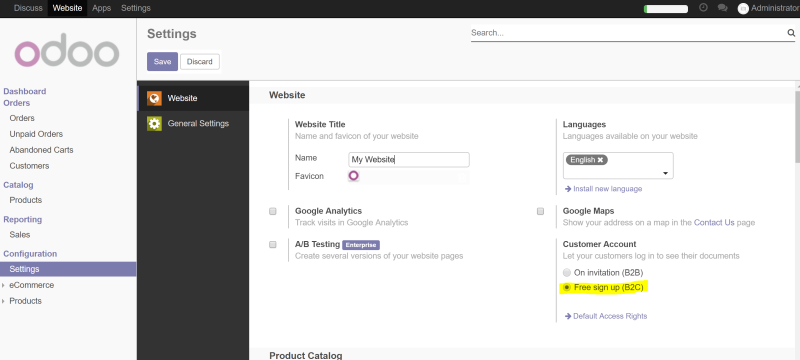 Discuss Website Apps Settings Administrator
odoo
Settings
Search...
Save Discard
Dashboard
Orders
Orders
Unpaid Orders
Abandoned Carts
Customers
Catalog
Products
Reporting
Sales
Configuration
Settings
eCommerce
Products
Website
General Settings
Website
Website Title
Name and favicon of your website
Name My Website
Favicon
Languages
Languages available on your website
English ✖
Install new language
Google Analytics
Track visits in Google Analytics
Google Maps
Show your address on a map in the Contact Us page
A/B Testing Enterprise
Create several versions of your website pages
Customer Account
Let your customers log in to see their documents
On invitation (B2B)
Free sign up (B2C)
Default Access Rights
Product Catalog